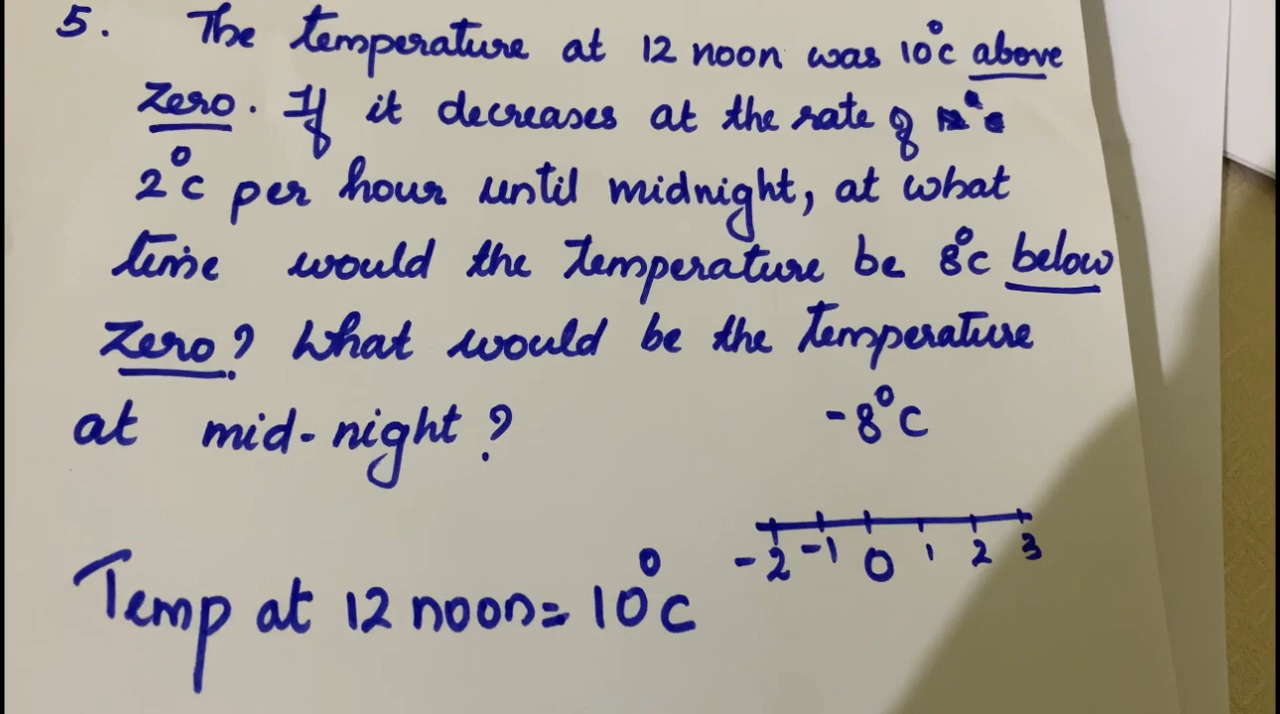 5. The temperature at 12 noon was 10°C above
Zero. If it decreases at the rate of
2°C per hour until midnight, at what
time would the temperature be 8°C below
Zero? What would be the temperature
at mid-night?
-8°C
-2 -1 0 1 2 3
Temp at 12 noon = 10°C